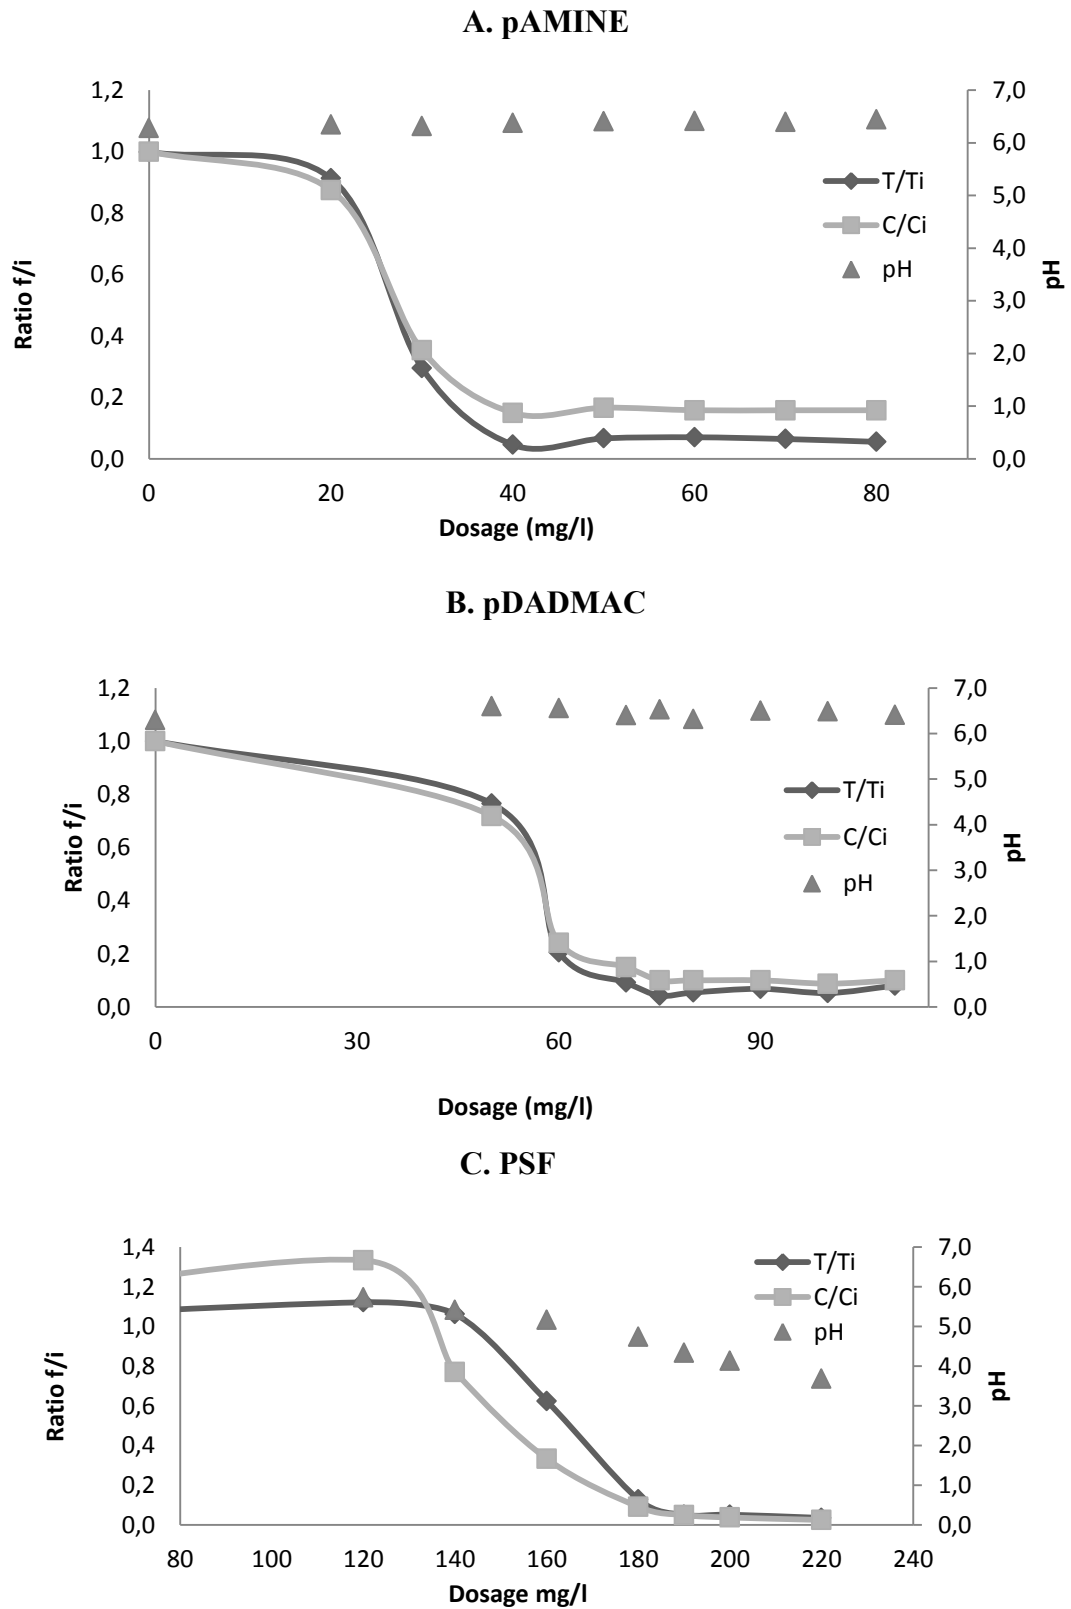 A. pAMINE
1,2
1,0
0,8
0,6
0,4
0,2
0,0
Ratio f/i
7,0
6,0
5,0
4,0
3,0
2,0
1,0
0,0
pH
T/Ti
C/Ci
pH
0 20 40 60 80
Dosage (mg/l)
B. pDADMAC
1,2
1,0
0,8
0,6
0,4
0,2
0,0
Ratio f/i
7,0
6,0
5,0
4,0
3,0
2,0
1,0
0,0
pH
T/Ti
C/Ci
pH
0 30 60 90
Dosage (mg/l)
C. PSF
1,4
1,2
1,0
0,8
0,6
0,4
0,2
0,0
Ratio f/i
7,0
6,0
5,0
4,0
3,0
2,0
1,0
0,0
pH
T/Ti
C/Ci
pH
80 100 120 140 160 180 200 220 240
Dosage mg/l